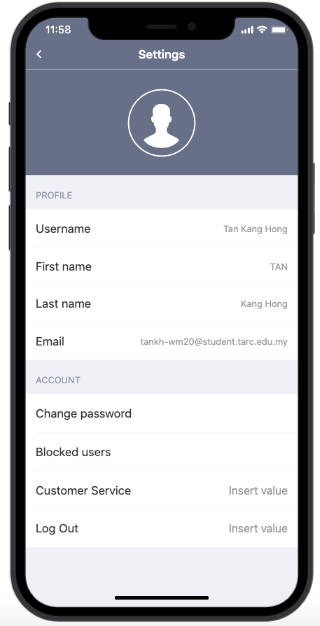 11:58
Settings
PROFILE
Username Tan Kang Hong
First name TAN
Last name Kang Hong
Email tankh-wm20@student.tarc.edu.my
ACCOUNT
Change password
Blocked users
Customer Service Insert value
Log Out Insert value